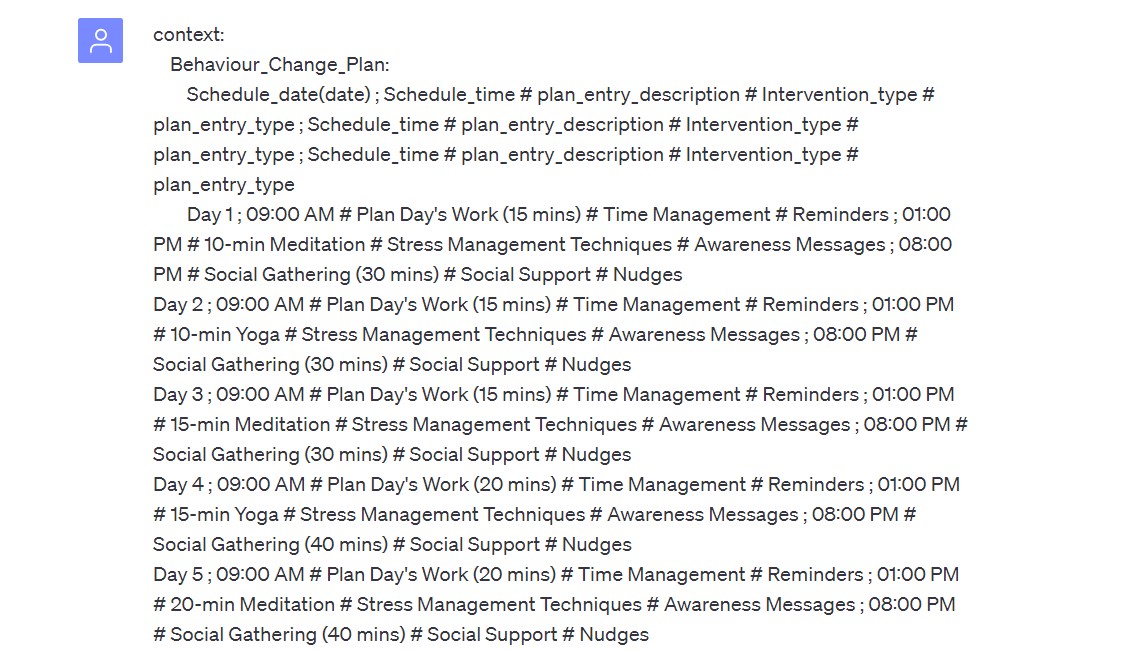 context:
Behaviour_Change_Plan:
Schedule_date(date) ; Schedule_time # plan_entry_description # Intervention_type #
plan_entry_type ; Schedule_time # plan_entry_description # Intervention_type #
plan_entry_type ; Schedule_time # plan_entry_description # Intervention_type #
plan_entry_type
Day 1 ; 09:00 AM # Plan Day's Work (15 mins) # Time Management # Reminders ; 01:00
PM # 10-min Meditation # Stress Management Techniques # Awareness Messages ; 08:00
PM # Social Gathering (30 mins) # Social Support # Nudges
Day 2 ; 09:00 AM # Plan Day's Work (15 mins) # Time Management # Reminders ; 01:00 PM
# 10-min Yoga # Stress Management Techniques # Awareness Messages ; 08:00 PM #
Social Gathering (30 mins) # Social Support # Nudges
Day 3 ; 09:00 AM # Plan Day's Work (15 mins) # Time Management # Reminders ; 01:00 PM
# 15-min Meditation # Stress Management Techniques # Awareness Messages ; 08:00 PM #
Social Gathering (30 mins) # Social Support # Nudges
Day 4 ; 09:00 AM # Plan Day's Work (20 mins) # Time Management # Reminders ; 01:00 PM
# 15-min Yoga # Stress Management Techniques # Awareness Messages ; 08:00 PM #
Social Gathering (40 mins) # Social Support # Nudges
Day 5 ; 09:00 AM # Plan Day's Work (20 mins) # Time Management # Reminders ; 01:00 PM
# 20-min Meditation # Stress Management Techniques # Awareness Messages ; 08:00 PM
# Social Gathering (40 mins) # Social Support # Nudges